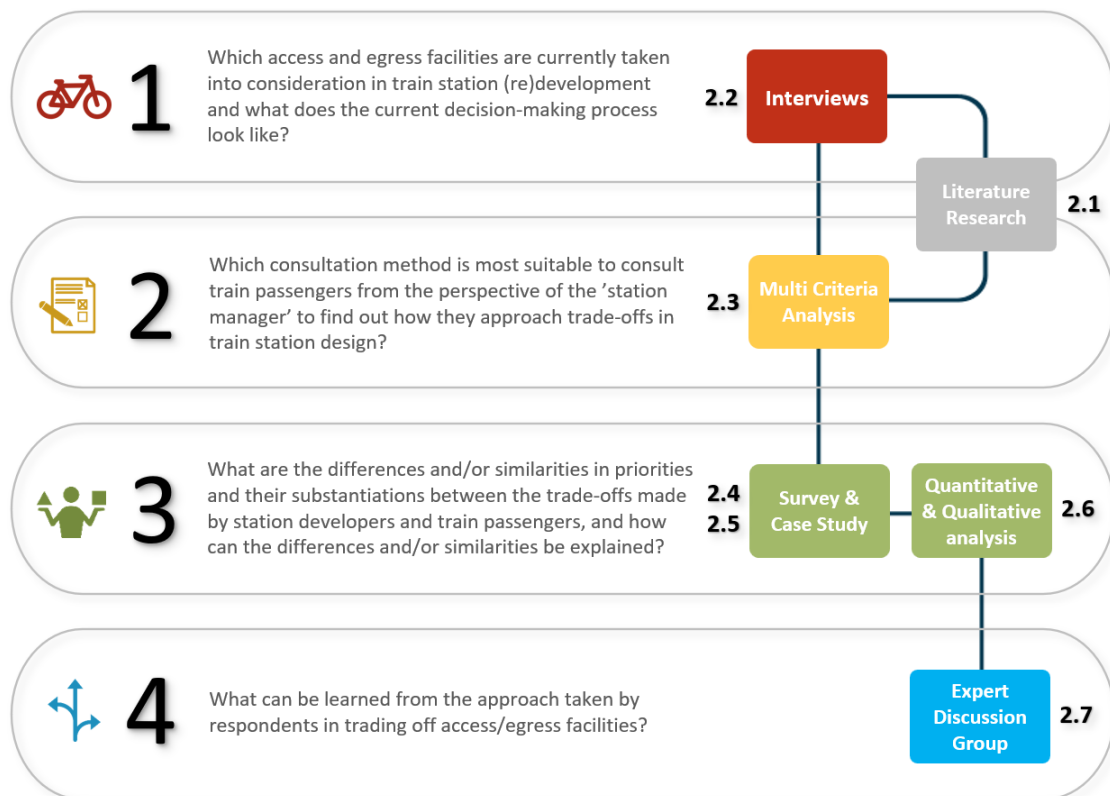 1
Which access and egress facilities are currently taken
into consideration in train station (re)development
and what does the current decision-making process
look like?
2.2
Interviews
Literature
Research
2.1
2
Which consultation method is most suitable to consult
train passengers from the perspective of the ’station
manager’ to find out how they approach trade-offs in
train station design?
2.3
Multi Criteria
Analysis
3
What are the differences and/or similarities in priorities
and their substantiations between the trade-offs made
by station developers and train passengers, and how
can the differences and/or similarities be explained?
2.4
2.5
Survey &
Case Study
Quantitative
& Qualitative
analysis
2.6
4
What can be learned from the approach taken by
respondents in trading off access/egress facilities?
Expert
Discussion
Group
2.7